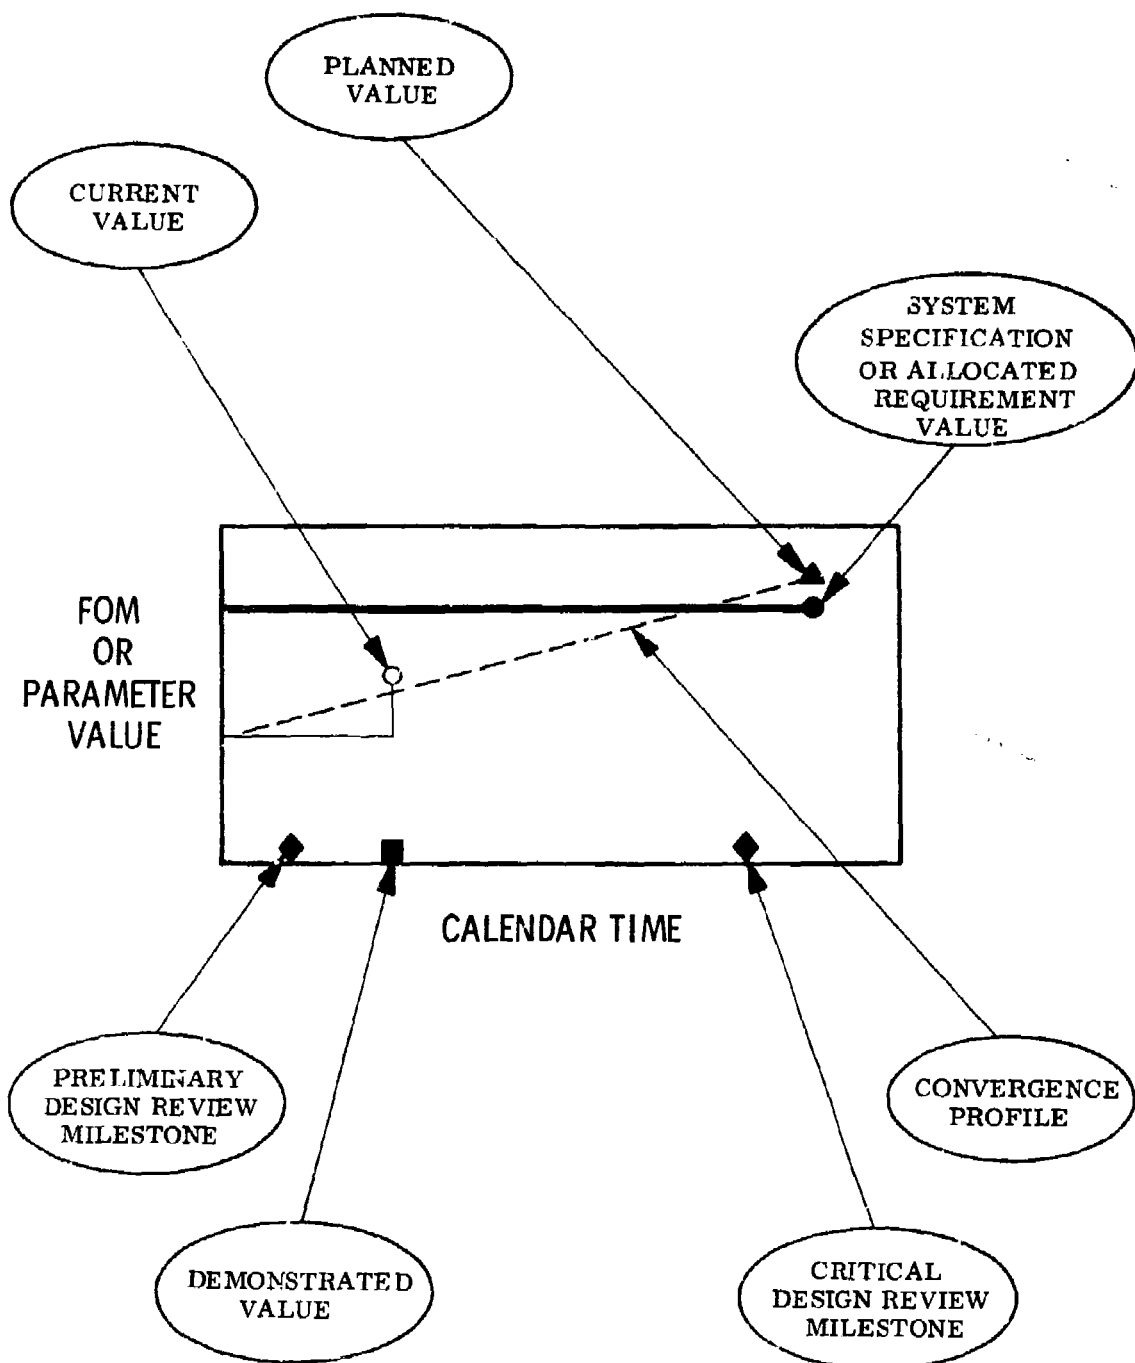 PLANNED
VALUE
CURRENT
VALUE
SYSTEM
SPECIFICATION
OR ALLOCATED
REQUIREMENT
VALUE
FOM
OR
PARAMETER
VALUE
CALENDAR TIME
PRELIMINARY
DESIGN REVIEW
MILESTONE
CONVERGENCE
PROFILE
DEMONSTRATED
VALUE
CRITICAL
DESIGN REVIEW
MILESTONE